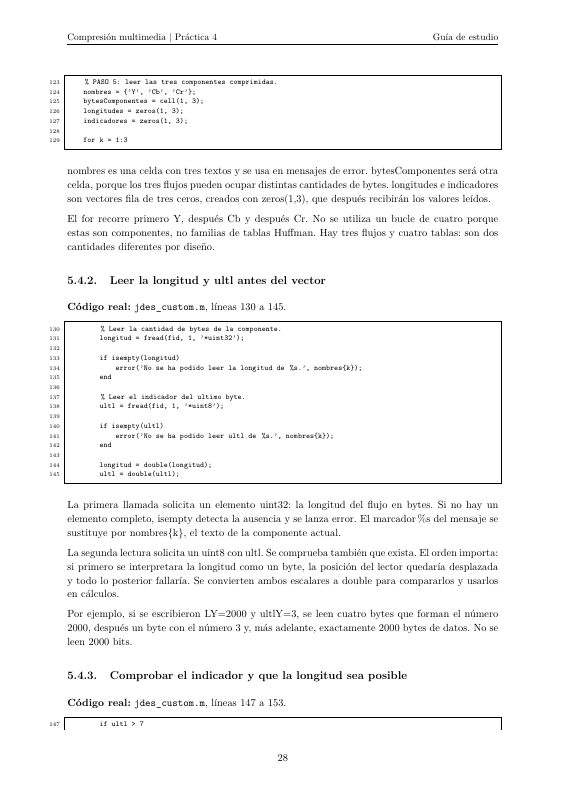 Compresión multimedia | Práctica 4
Guía de estudio
123 % PASO 5: leer las tres componentes comprimidas.
124 nombres = {'Y', 'Cb', 'Cr'};
125 bytesComponentes = cell(1, 3);
126 longitudes = zeros(1, 3);
127 indicadores = zeros(1, 3);
128
129 for k = 1:3
nombres es una celda con tres textos y se usa en mensajes de error. bytesComponentes será otra
celda, porque los tres flujos pueden ocupar distintas cantidades de bytes. longitudes e indicadores
son vectores fila de tres ceros, creados con zeros(1,3), que después recibirán los valores leídos.
El for recorre primero Y, después Cb y después Cr. No se utiliza un bucle de cuatro porque
estas son componentes, no familias de tablas Huffman. Hay tres flujos y cuatro tablas: son dos
cantidades diferentes por diseño.
5.4.2. Leer la longitud y ultl antes del vector
Código real: jdes_custom.m, líneas 130 a 145.
130 % Leer la cantidad de bytes de la componente.
131 longitud = fread(fid, 1, '*uint32');
132
133 if isempty(longitud)
134 error('No se ha podido leer la longitud de %s.', nombres{k});
135 end
136
137 % Leer el indicador del ultimo byte.
138 ultl = fread(fid, 1, '*uint8');
139
140 if isempty(ultl)
141 error('No se ha podido leer ultl de %s.', nombres{k});
142 end
143
144 longitud = double(longitud);
145 ultl = double(ultl);
La primera llamada solicita un elemento uint32: la longitud del flujo en bytes. Si no hay un
elemento completo, isempty detecta la ausencia y se lanza error. El marcador %s del mensaje se
sustituye por nombres{k}, el texto de la componente actual.
La segunda lectura solicita un uint8 con ultl. Se comprueba también que exista. El orden importa:
si primero se interpretara la longitud como un byte, la posición del lector quedaría desplazada
y todo lo posterior fallaría. Se convierten ambos escalares a double para compararlos y usarlos
en cálculos.
Por ejemplo, si se escribieron LY=2000 y ultlY=3, se leen cuatro bytes que forman el número
2000, después un byte con el número 3 y, más adelante, exactamente 2000 bytes de datos. No se
leen 2000 bits.
5.4.3. Comprobar el indicador y que la longitud sea posible
Código real: jdes_custom.m, líneas 147 a 153.
147 if ultl > 7
28